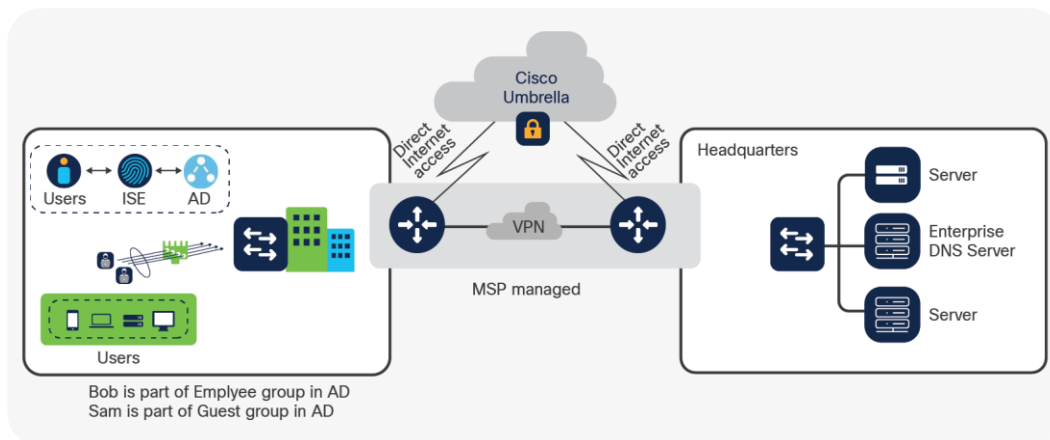 Cisco
Umbrella
Direct
Internet
access
Direct
Internet
access
Users
ISE
AD
Users
Bob is part of Emplyee group in AD
Sam is part of Guest group in AD
VPN
MSP managed
Headquarters
Server
Enterprise
DNS Server
Server